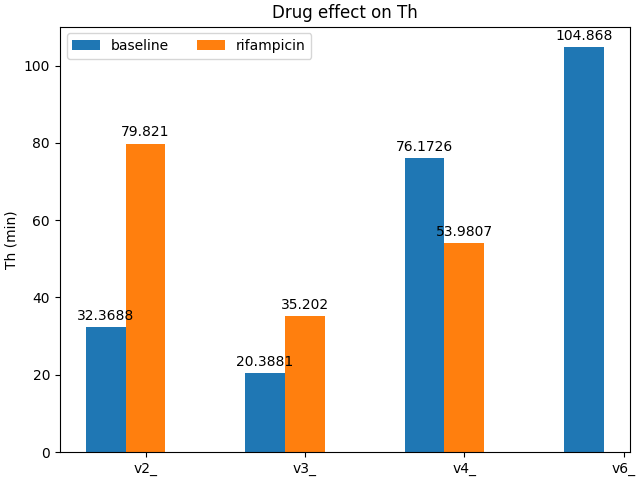 Drug effect on Th
baseline
rifampicin
104.868
100
79.821
80
76.1726
60
53.9807
Th (min)
40
35.202
32.3688
20.3881
20
0
v2_
v3_
v4_
v6_